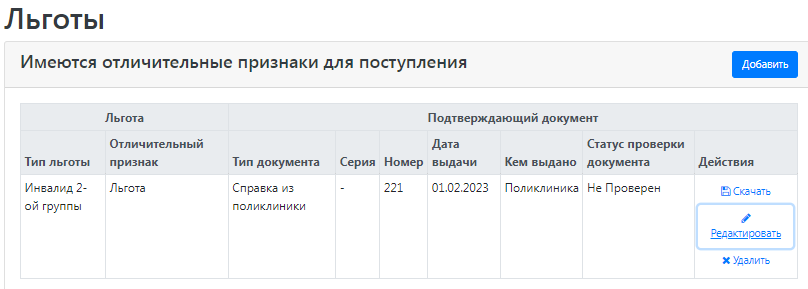 Льготы
Имеются отличительные признаки для поступления
Добавить
Льгота
Подтверждающий документ
Тип льготы
Отличительный
признак
Тип документа
Серия
Номер
Дата
выдачи
Кем выдано
Статус проверки
документа
Действия
Инвалид 2-
ой группы
Льгота
Справка из
поликлиники
-
221
01.02.2023
Поликлиника
Не Проверен
Скачать
Редактировать
Удалить